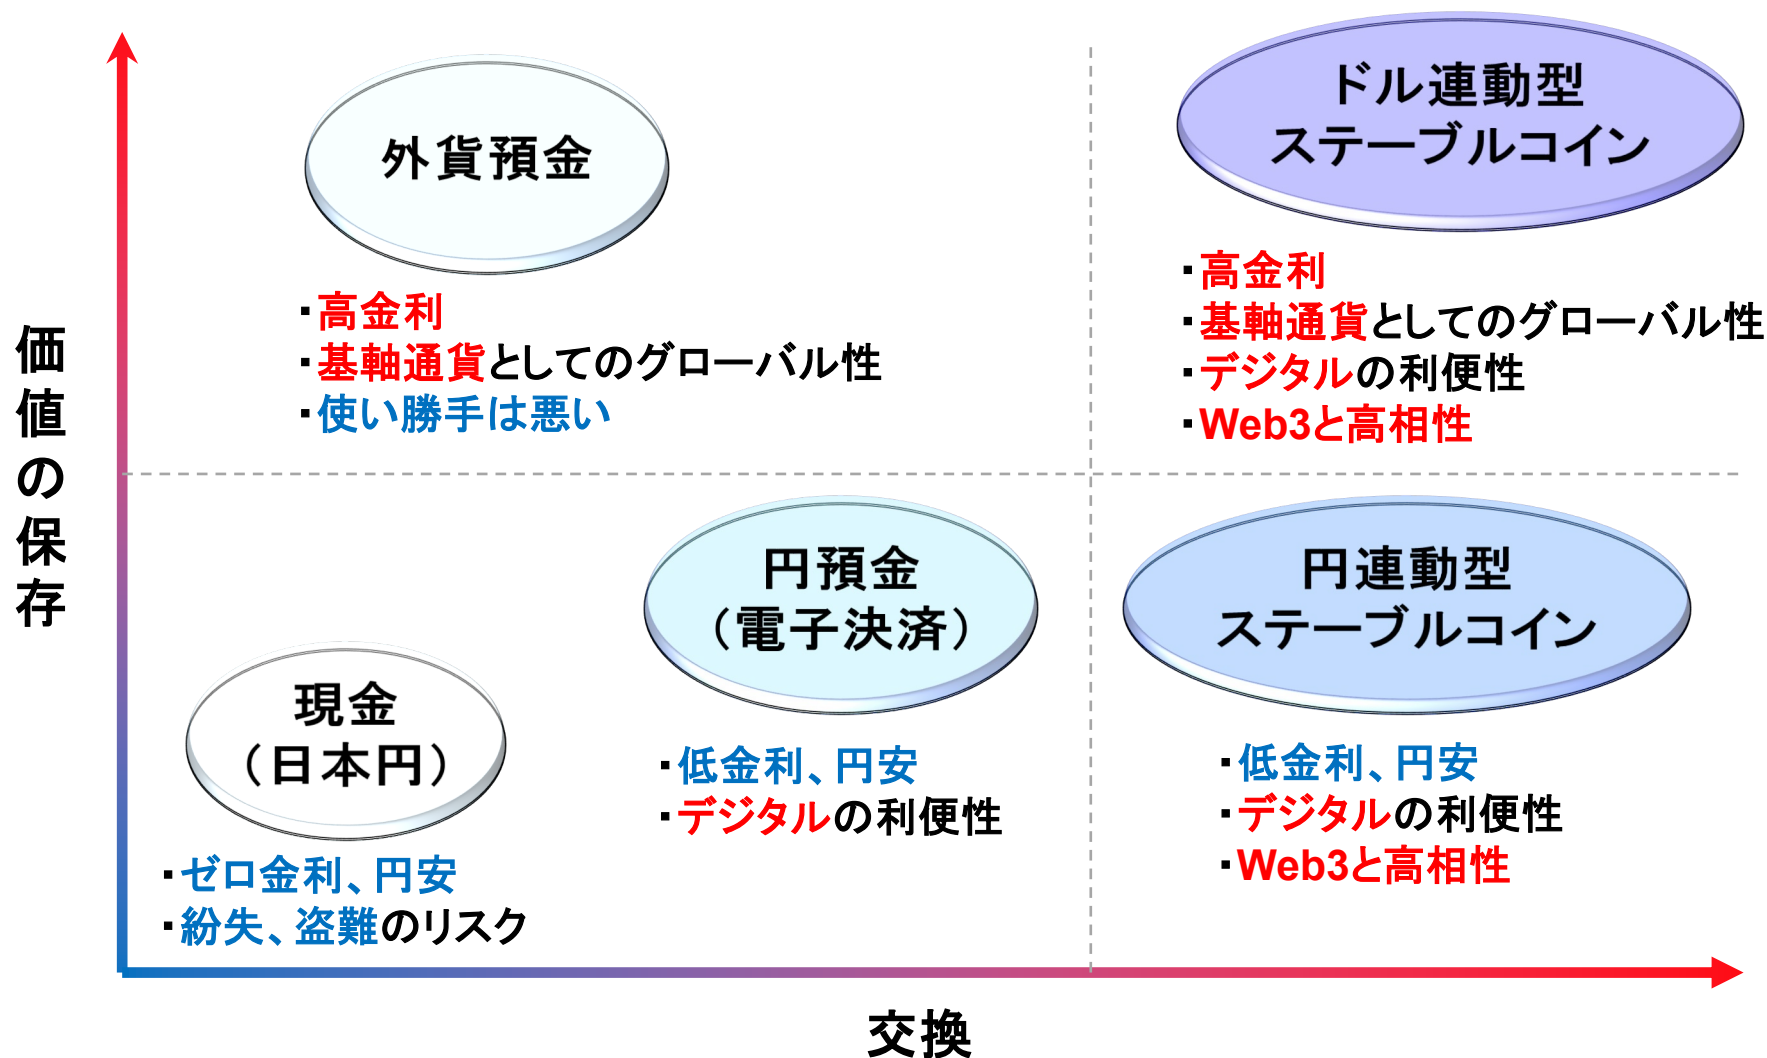 価値の保存
外貨預金
・高金利
・基軸通貨としてのグローバル性
・使い勝手は悪い
ドル連動型
ステーブルコイン
・高金利
・基軸通貨としてのグローバル性
・デジタルの利便性
・Web3と高相性
現金
（日本円）
・ゼロ金利、円安
・紛失、盗難のリスク
円預金
（電子決済）
・低金利、円安
・デジタルの利便性
円連動型
ステーブルコイン
・低金利、円安
・デジタルの利便性
・Web3と高相性
交換